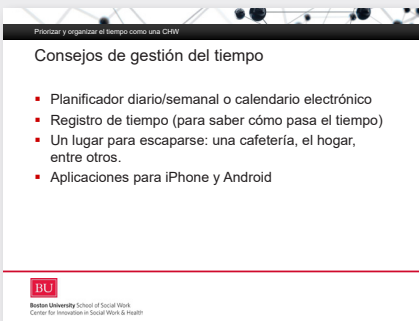 Priorizar y organizar el tiempo como una CHW
Consejos de gestión del tiempo
Planificador diario/semanal o calendario electrónico
Registro de tiempo (para saber cómo pasa el tiempo)
Un lugar para escaparse: una cafetería, el hogar,
entre otros.
Aplicaciones para iPhone y Android
BU
Boston University School of Social Work
Center for Innovation in Social Work & Health